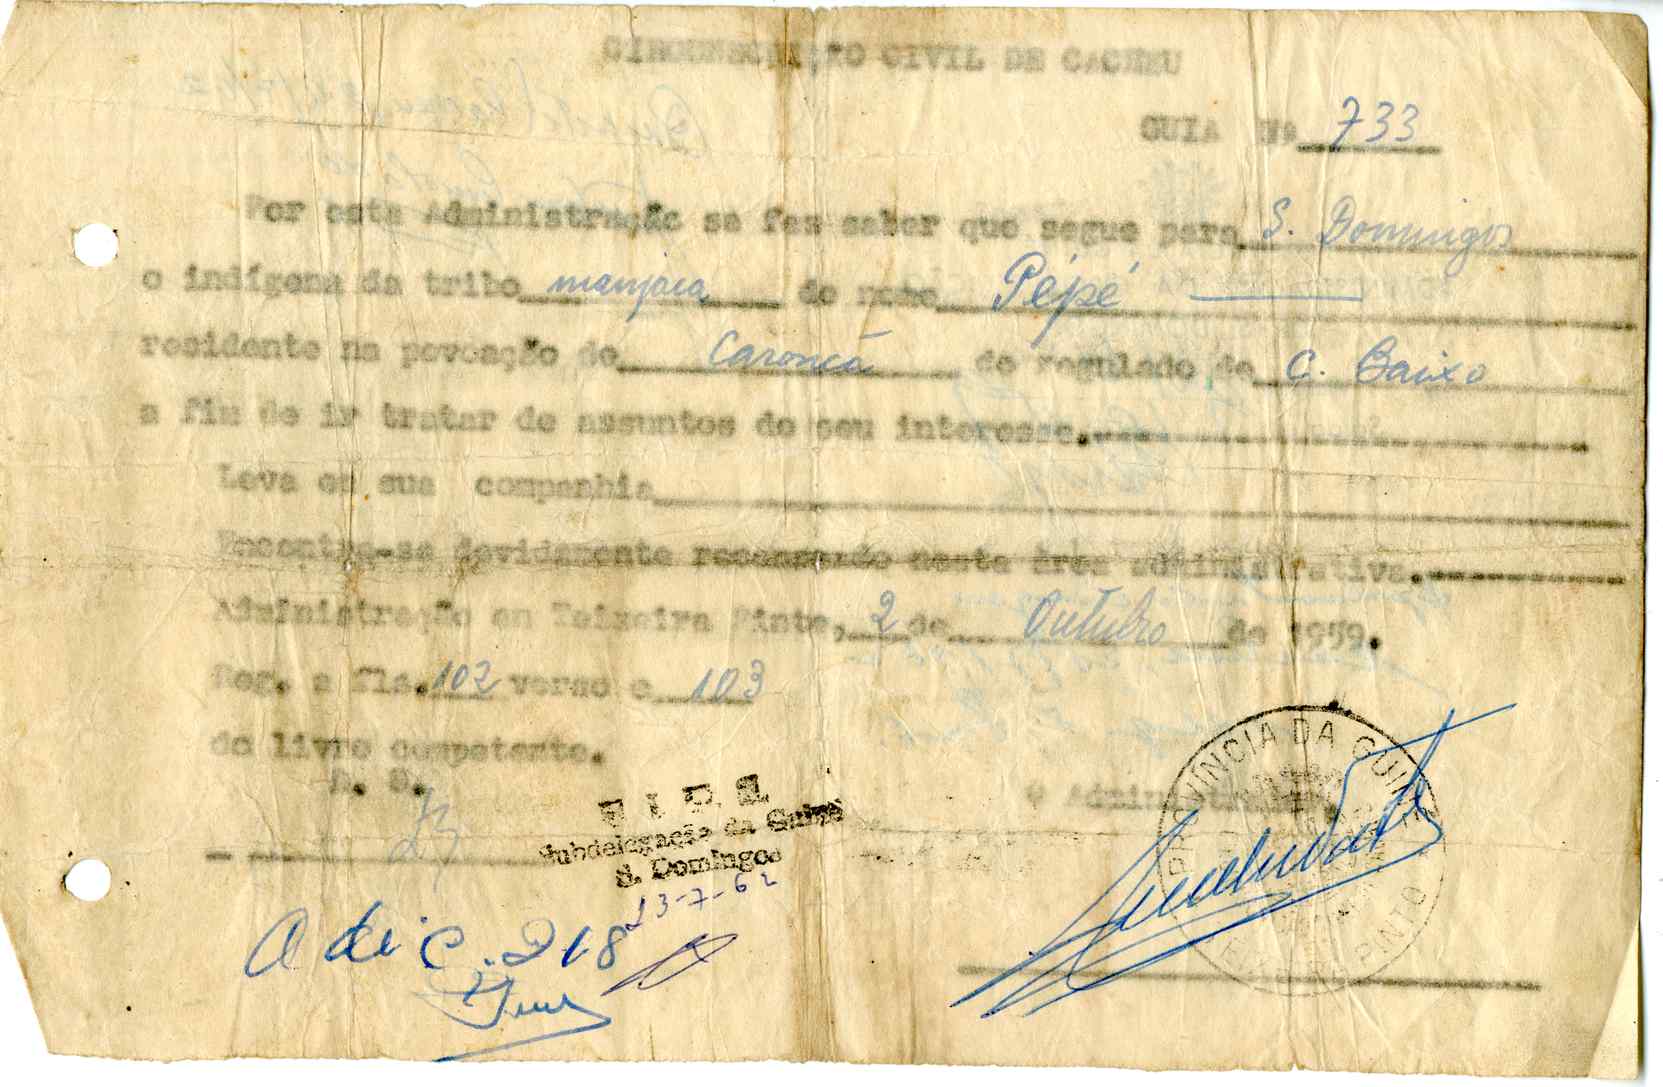 CIRCUNSCRIÇÃO CIVIL DE CACHEU
GUIA Nº 733
Por esta Administração se faz saber que segue para S. Domingos
o indígena da tribo manjaca de nome Pépé
residente na povoação de Caroncá do regulado de C. Baixo
a fim de ir tratar de assuntos do seu interesse.
Leva em sua companhia
Encontra-se devidamente recenseado nesta área administrativa.
Administração em Teixeira Pinto, 2 de Outubro de 1959.
Reg. a fls. 102 verso e 103
do livro competente.
O Administrador,
PROVÍNCIA DA GUINÉ
TEIXEIRA PINTO
P I D E
Subdelegação da Guiné
S. Domingos
23-7-62
218